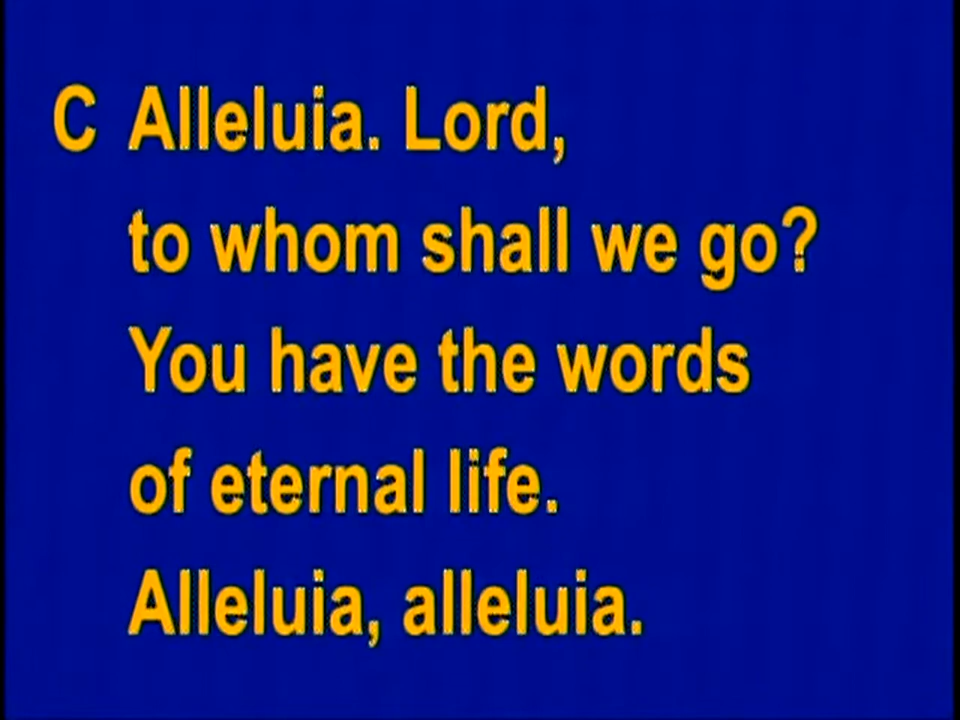 C Alleluia. Lord,
to whom shall we go?
You have the words
of eternal life.
Alleluia, alleluia.